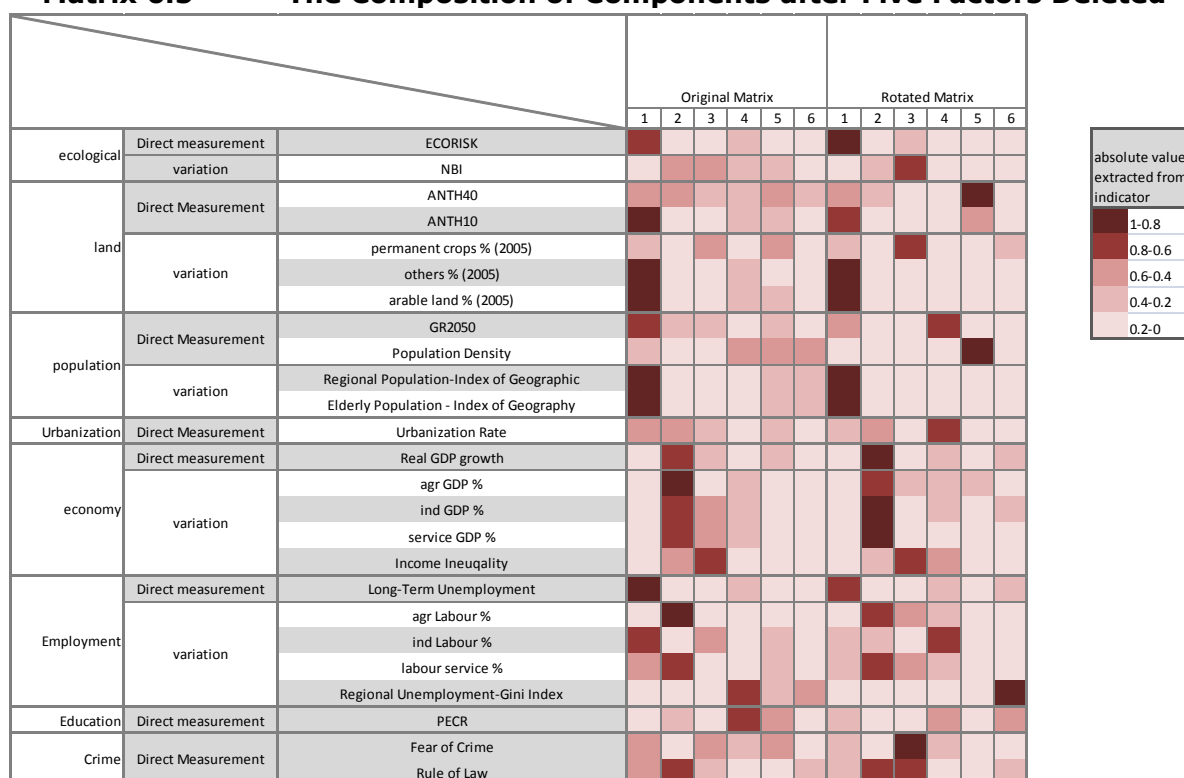 Matrix 6.5 The Composition of Components after Five Factors Deleted
Original Matrix Rotated Matrix
1 2 3 4 5 6 1 2 3 4 5 6
ecological Direct measurement ECORISK
variation NBI
land Direct Measurement ANTH40
ANTH10
variation permanent crops % (2005)
others % (2005)
arable land % (2005)
population Direct Measurement GR2050
Population Density
variation Regional Population-Index of Geographic
Elderly Population - Index of Geography
Urbanization Direct Measurement Urbanization Rate
economy Direct measurement Real GDP growth
variation agr GDP %
ind GDP %
service GDP %
Income Ineuqality
Employment Direct measurement Long-Term Unemployment
variation agr Labour %
ind Labour %
labour service %
Regional Unemployment-Gini Index
Education Direct measurement PECR
Crime Direct Measurement Fear of Crime
Rule of Law
absolute value
extracted from
indicator
1-0.8
0.8-0.6
0.6-0.4
0.4-0.2
0.2-0